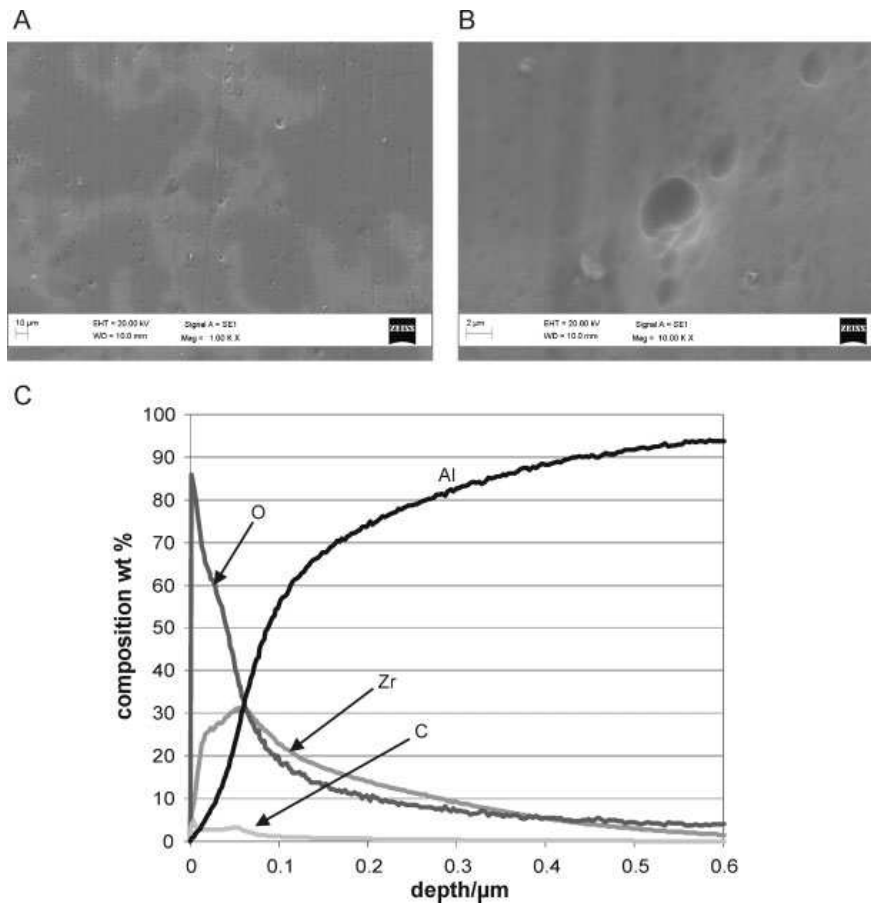 A
B
10 µm
EHT = 20.00 kV
Signal A = SE1
WD = 10.0 mm
Mag = 1.00 K X
ZEISS
2 µm
EHT = 20.00 kV
Signal A = SE1
WD = 10.0 mm
Mag = 10.00 K X
ZEISS
C
composition wt %
100
90
80
70
60
50
40
30
20
10
0
Al
O
Zr
C
0 0.1 0.2 0.3 0.4 0.5 0.6
depth/µm